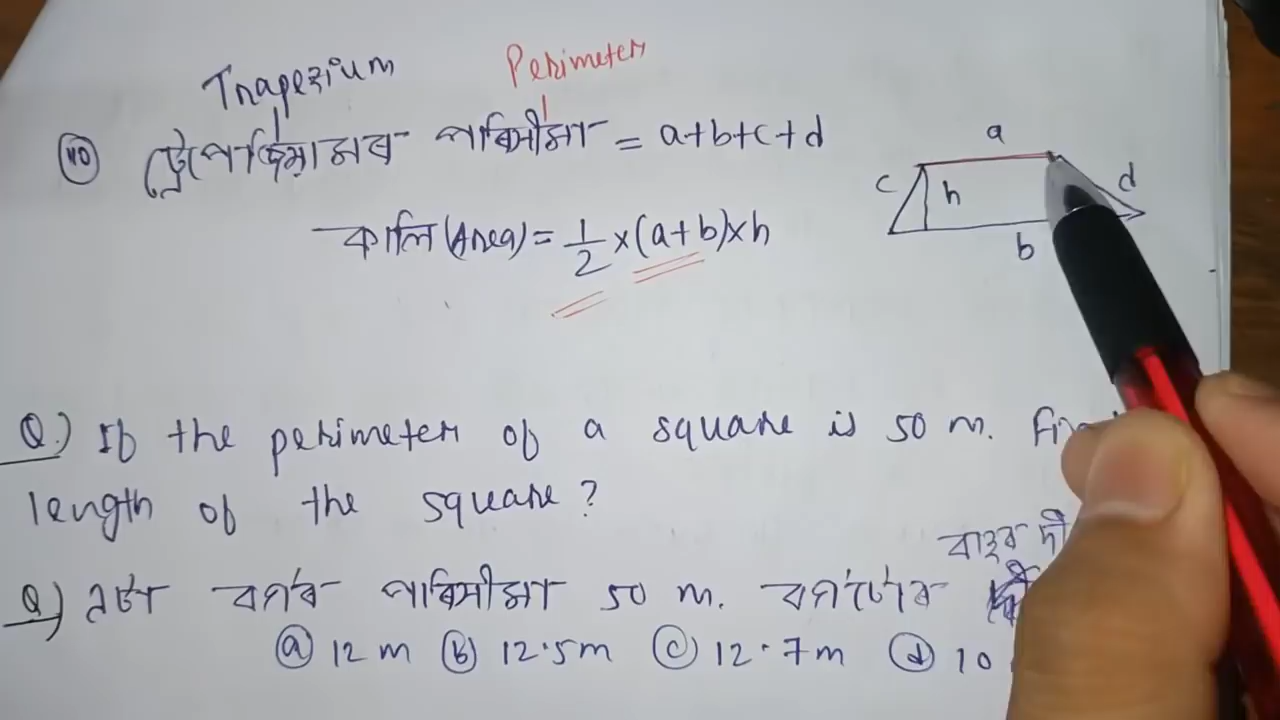 Trapezium Perimeter
10 ট্ৰেপেজিয়ামৰ পৰিসীমা = a+b+c+d
কালি (Area) = 1/2 × (a+b) × h
a
c h d
b
Q.) If the perimeter of a square is 50 m.
length of the square?
বাহুৰ
Q) এটা বৰ্গৰ পৰিসীমা 50 m. বৰ্গটোৰ
ⓐ 12 m ⓑ 12.5m ⓒ 12.7m ⓓ 10